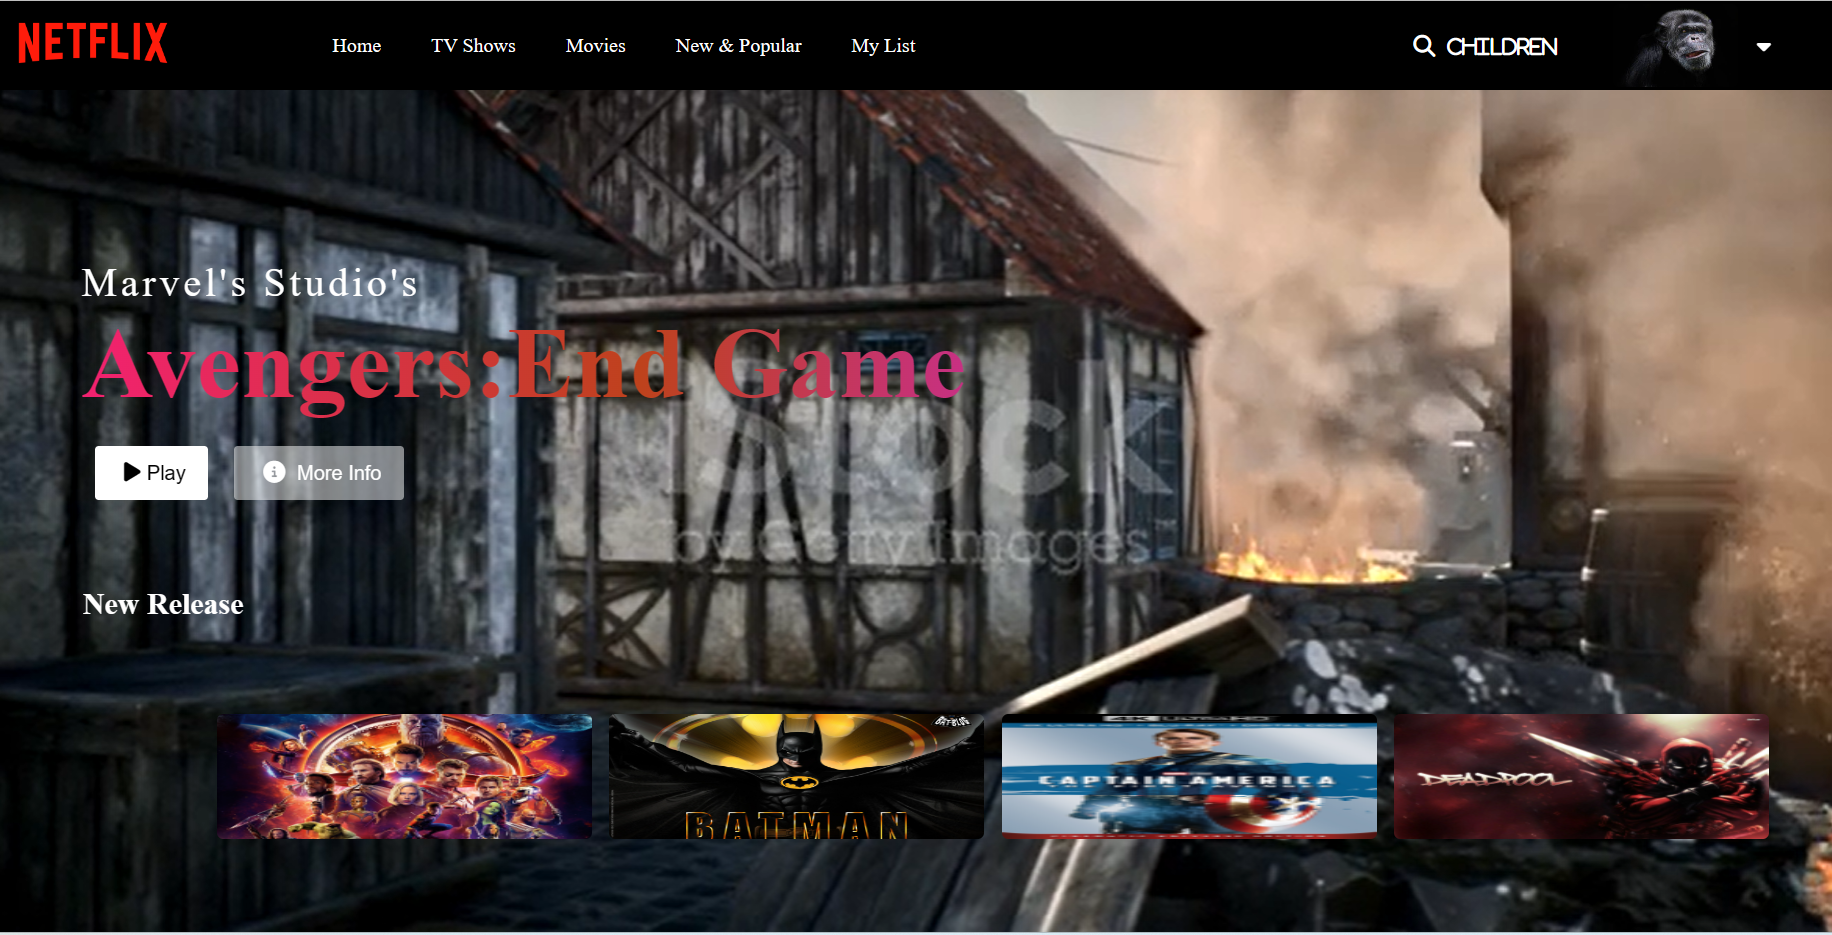 NETFLIX
Home
TV Shows
Movies
New & Popular
My List
CHILDREN
Marvel's Studio's
Avengers:End Game
iStock
by Getty Images™
Play
More Info
New Release
BATMAN
CAPTAIN AMERICA
DEADPOOL